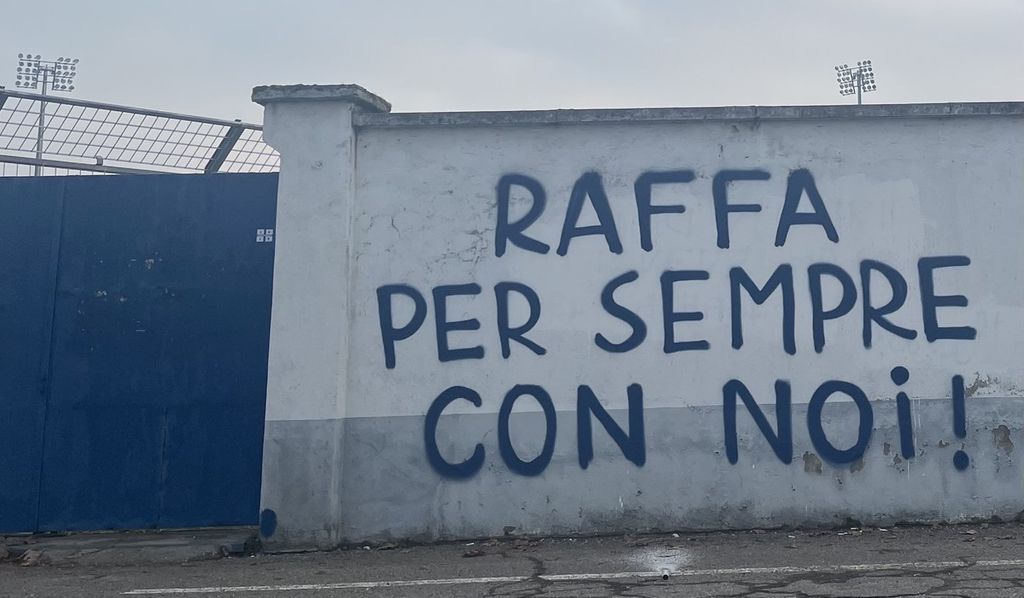 RAFFA
PER SEMPRE
CON NOi!